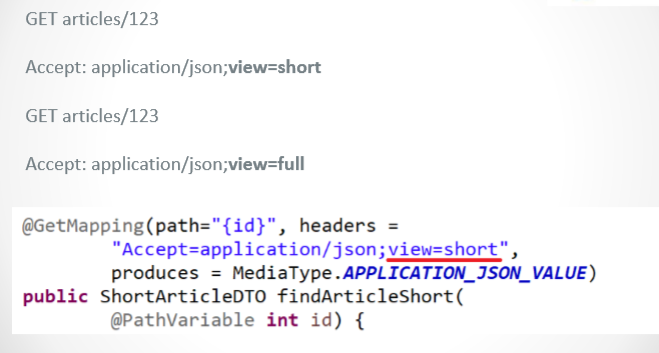 GET articles/123
Accept: application/json;view=short
GET articles/123
Accept: application/json;view=full
@GetMapping(path="{id}", headers =
"Accept=application/json;view=short",
produces = MediaType.APPLICATION_JSON_VALUE)
public ShortArticleDTO findArticleShort(
@PathVariable int id) {